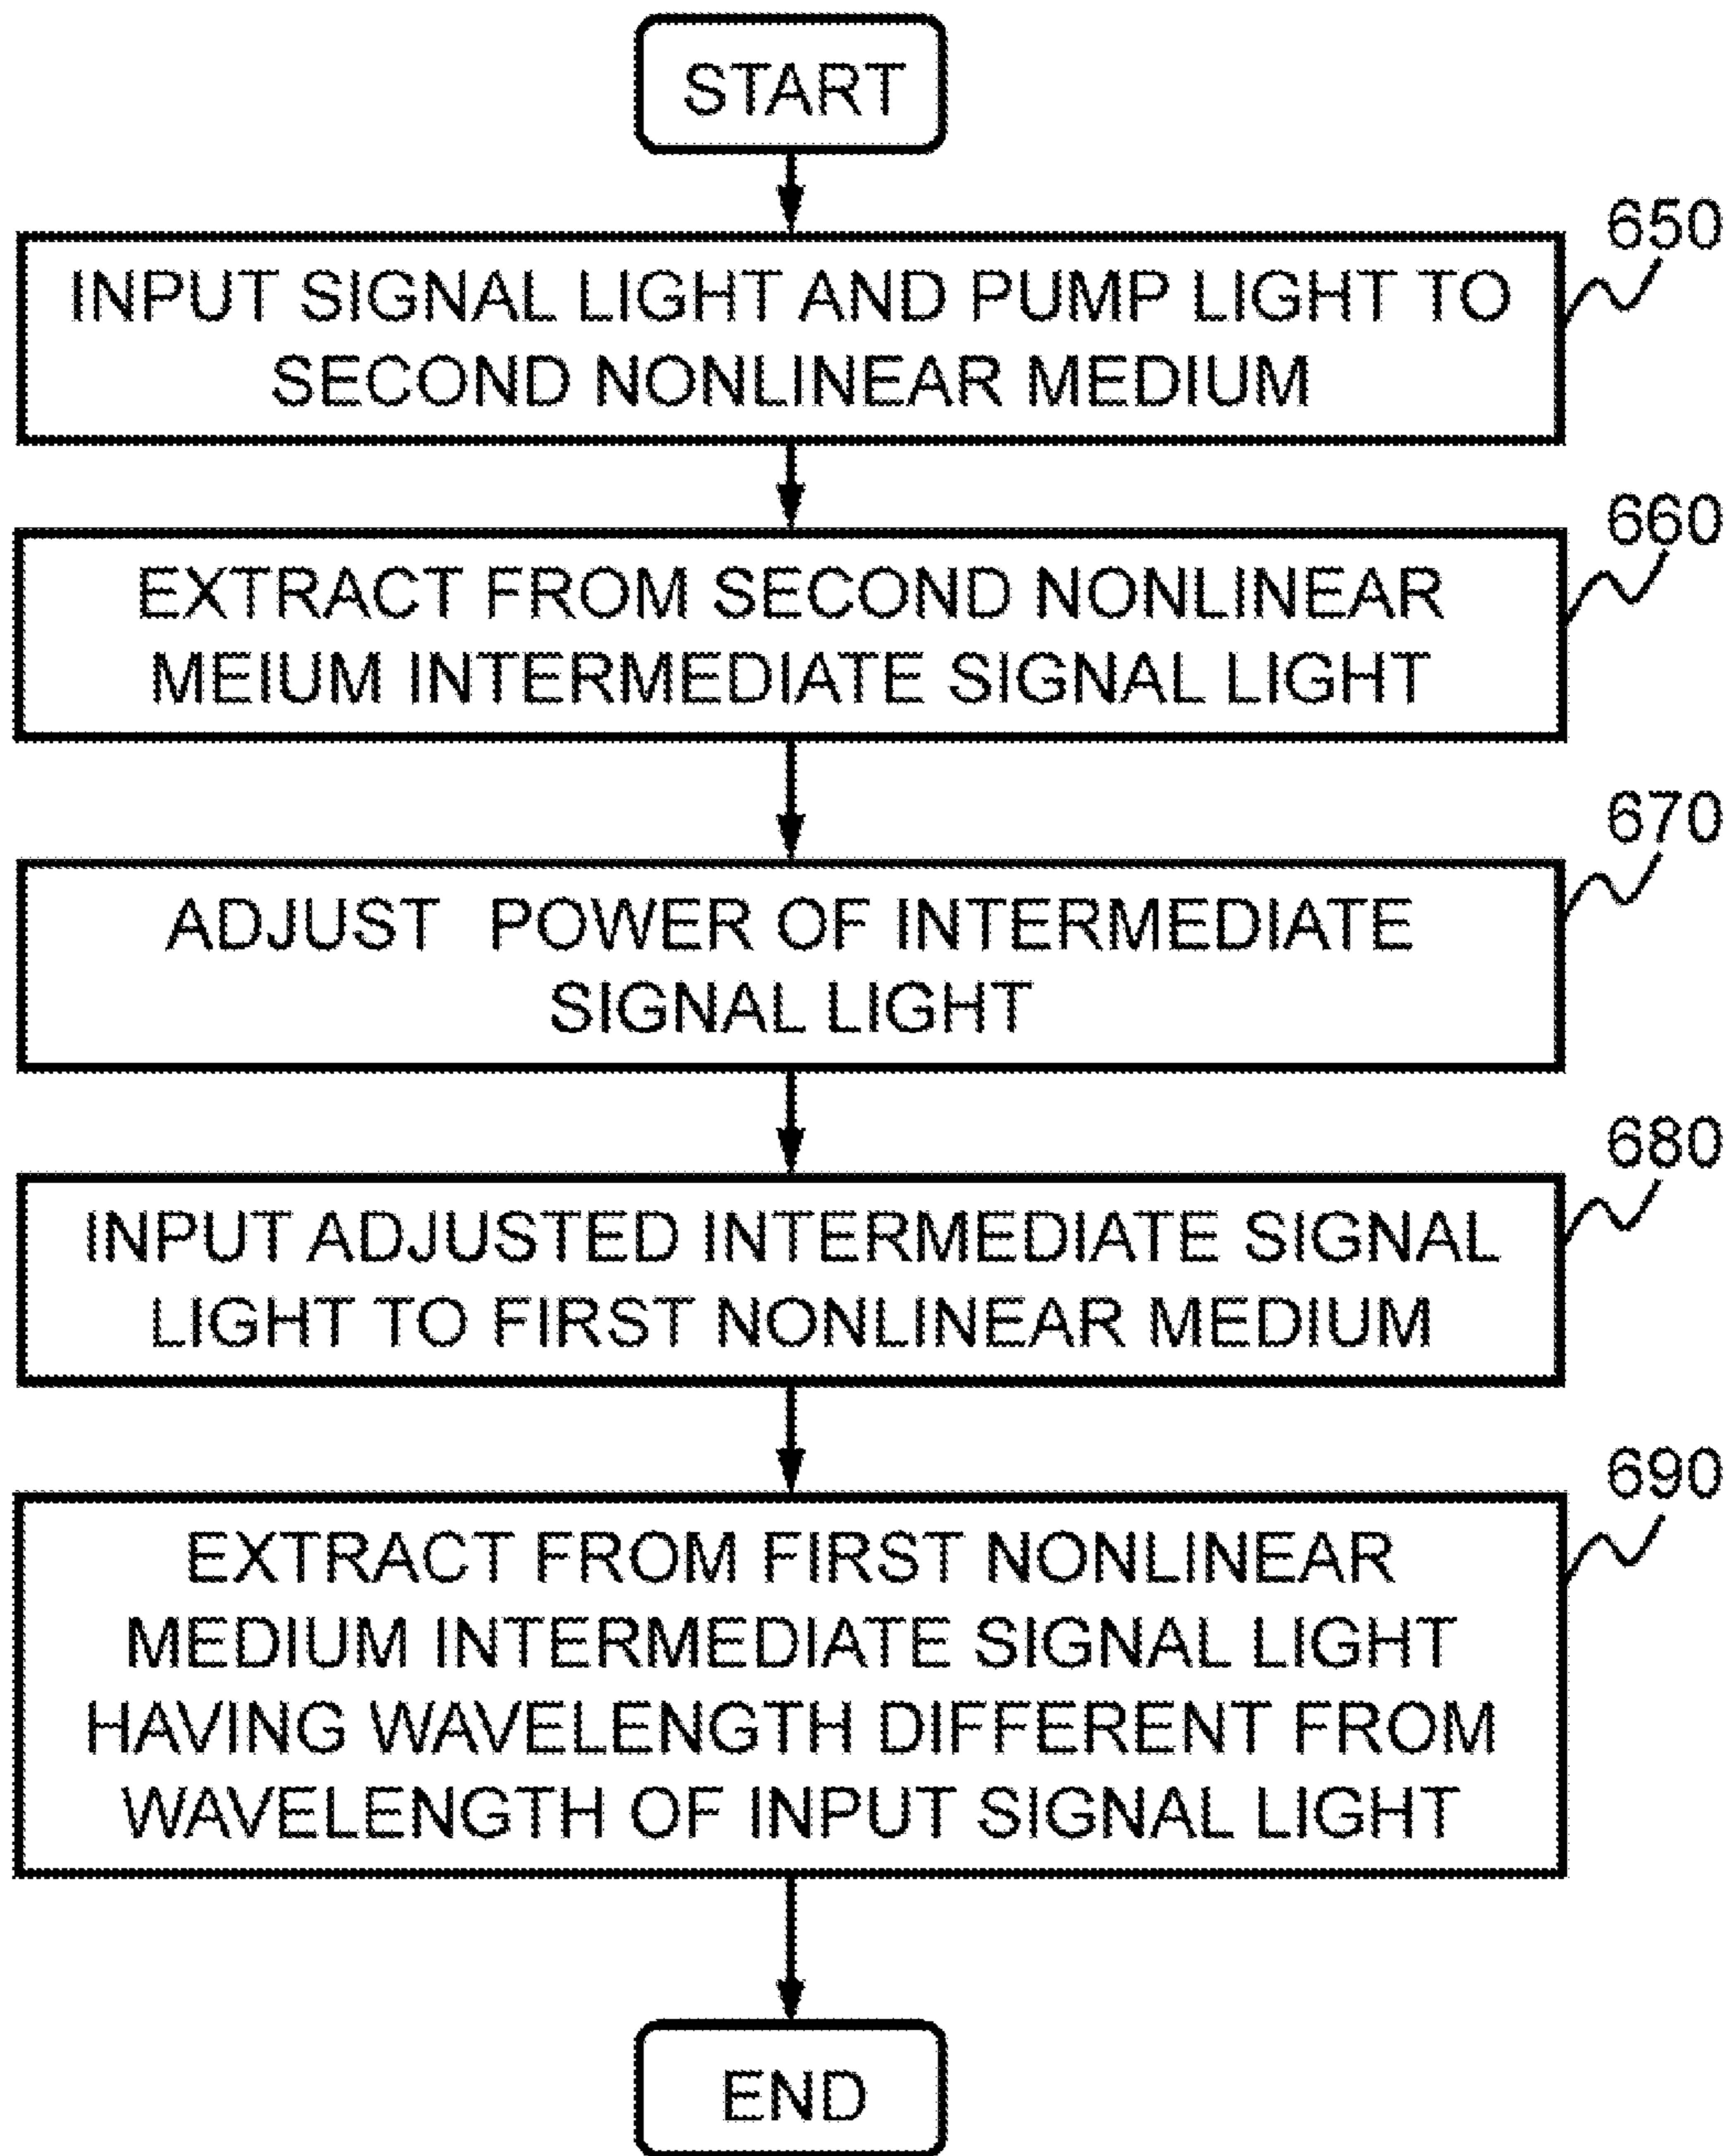 START
650
INPUT SIGNAL LIGHT AND PUMP LIGHT TO
SECOND NONLINEAR MEDIUM
660
EXTRACT FROM SECOND NONLINEAR
MEIUM INTERMEDIATE SIGNAL LIGHT
670
ADJUST POWER OF INTERMEDIATE
SIGNAL LIGHT
680
INPUT ADJUSTED INTERMEDIATE SIGNAL
LIGHT TO FIRST NONLINEAR MEDIUM
690
EXTRACT FROM FIRST NONLINEAR
MEDIUM INTERMEDIATE SIGNAL LIGHT
HAVING WAVELENGTH DIFFERENT FROM
WAVELENGTH OF INPUT SIGNAL LIGHT
END